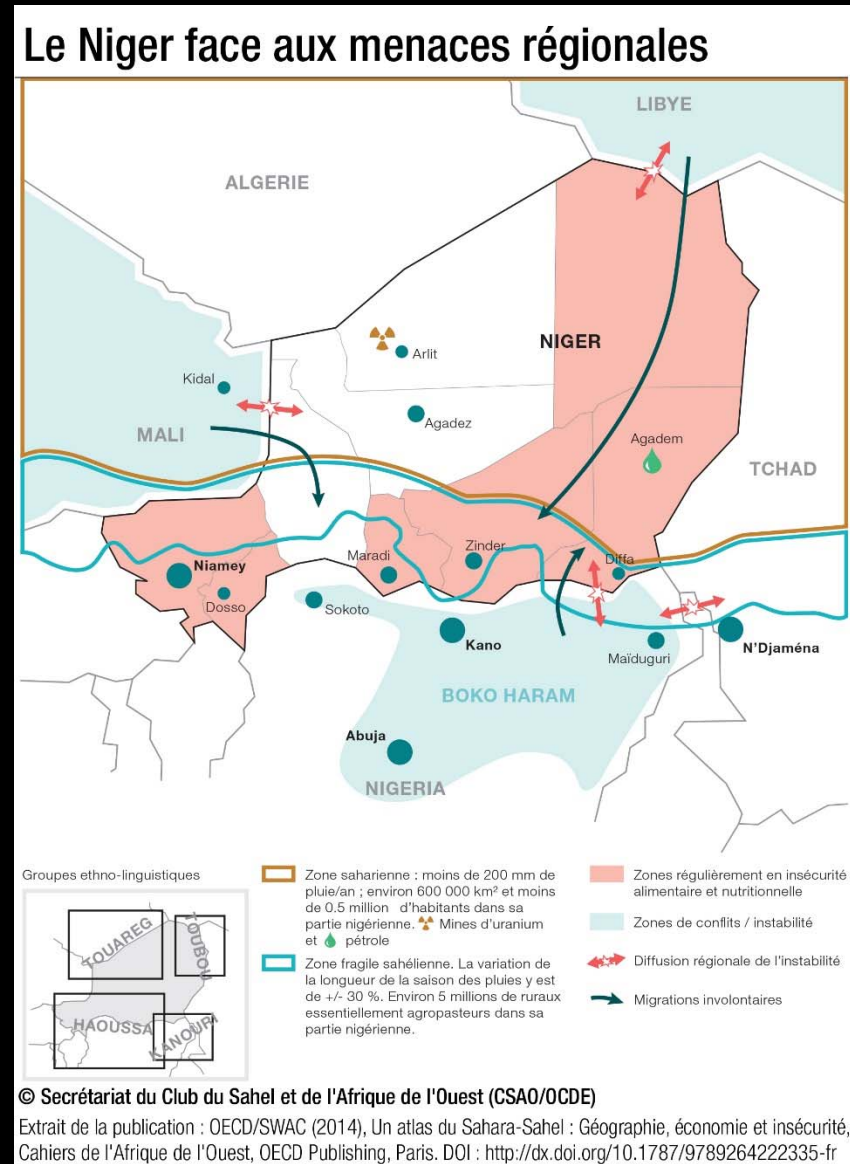 Le Niger face aux menaces régionales
LIBYE
ALGERIE
NIGER
Arlit
Kidal
Agadez
MALI
Agadem
TCHAD
Zinder
Maradi
Diffa
Niamey
Dosso
Sokoto
Kano
Maïduguri
N'Djaména
BOKO HARAM
Abuja
NIGERIA
Groupes ethno-linguistiques
TOUAREG
TOUBOU
HAOUSSA
KANOURI
Zone saharienne : moins de 200 mm de
pluie/an ; environ 600 000 km² et moins
de 0.5 million d'habitants dans sa
partie nigérienne. Mines d'uranium
et pétrole
Zone fragile sahélienne. La variation de
la longueur de la saison des pluies y est
de +/- 30 %. Environ 5 millions de ruraux
essentiellement agropasteurs dans sa
partie nigérienne.
Zones régulièrement en insécurité
alimentaire et nutritionnelle
Zones de conflits / instabilité
Diffusion régionale de l'instabilité
Migrations involontaires
© Secrétariat du Club du Sahel et de l'Afrique de l'Ouest (CSAO/OCDE)
Extrait de la publication : OECD/SWAC (2014), Un atlas du Sahara-Sahel : Géographie, économie et insécurité,
Cahiers de l'Afrique de l'Ouest, OECD Publishing, Paris. DOI : http://dx.doi.org/10.1787/9789264222335-fr